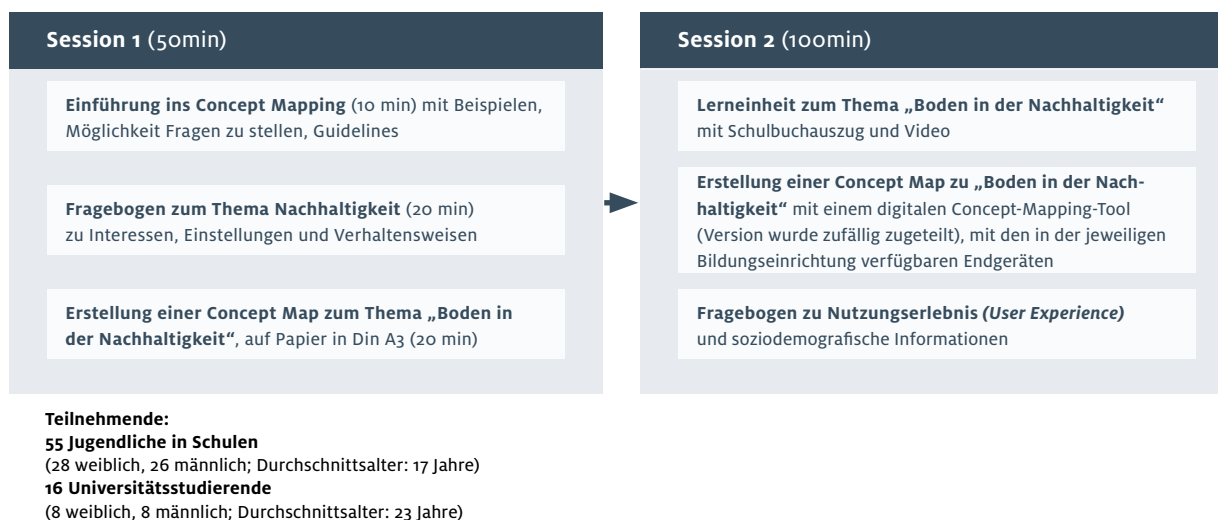 Session 1 (50min)
Einführung ins Concept Mapping (10 min) mit Beispielen,
Möglichkeit Fragen zu stellen, Guidelines
Fragebogen zum Thema Nachhaltigkeit (20 min)
zu Interessen, Einstellungen und Verhaltensweisen
Erstellung einer Concept Map zum Thema „Boden in
der Nachhaltigkeit“, auf Papier in Din A3 (20 min)
Session 2 (100min)
Lerneinheit zum Thema „Boden in der Nachhaltigkeit“
mit Schulbuchauszug und Video
Erstellung einer Concept Map zu „Boden in der Nach-
haltigkeit“ mit einem digitalen Concept-Mapping-Tool
(Version wurde zufällig zugeteilt), mit den in der jeweiligen
Bildungseinrichtung verfügbaren Endgeräten
Fragebogen zu Nutzungserlebnis (User Experience)
und soziodemografische Informationen
Teilnehmende:
55 Jugendliche in Schulen
(28 weiblich, 26 männlich; Durchschnittsalter: 17 Jahre)
16 Universitätsstudierende
(8 weiblich, 8 männlich; Durchschnittsalter: 23 Jahre)